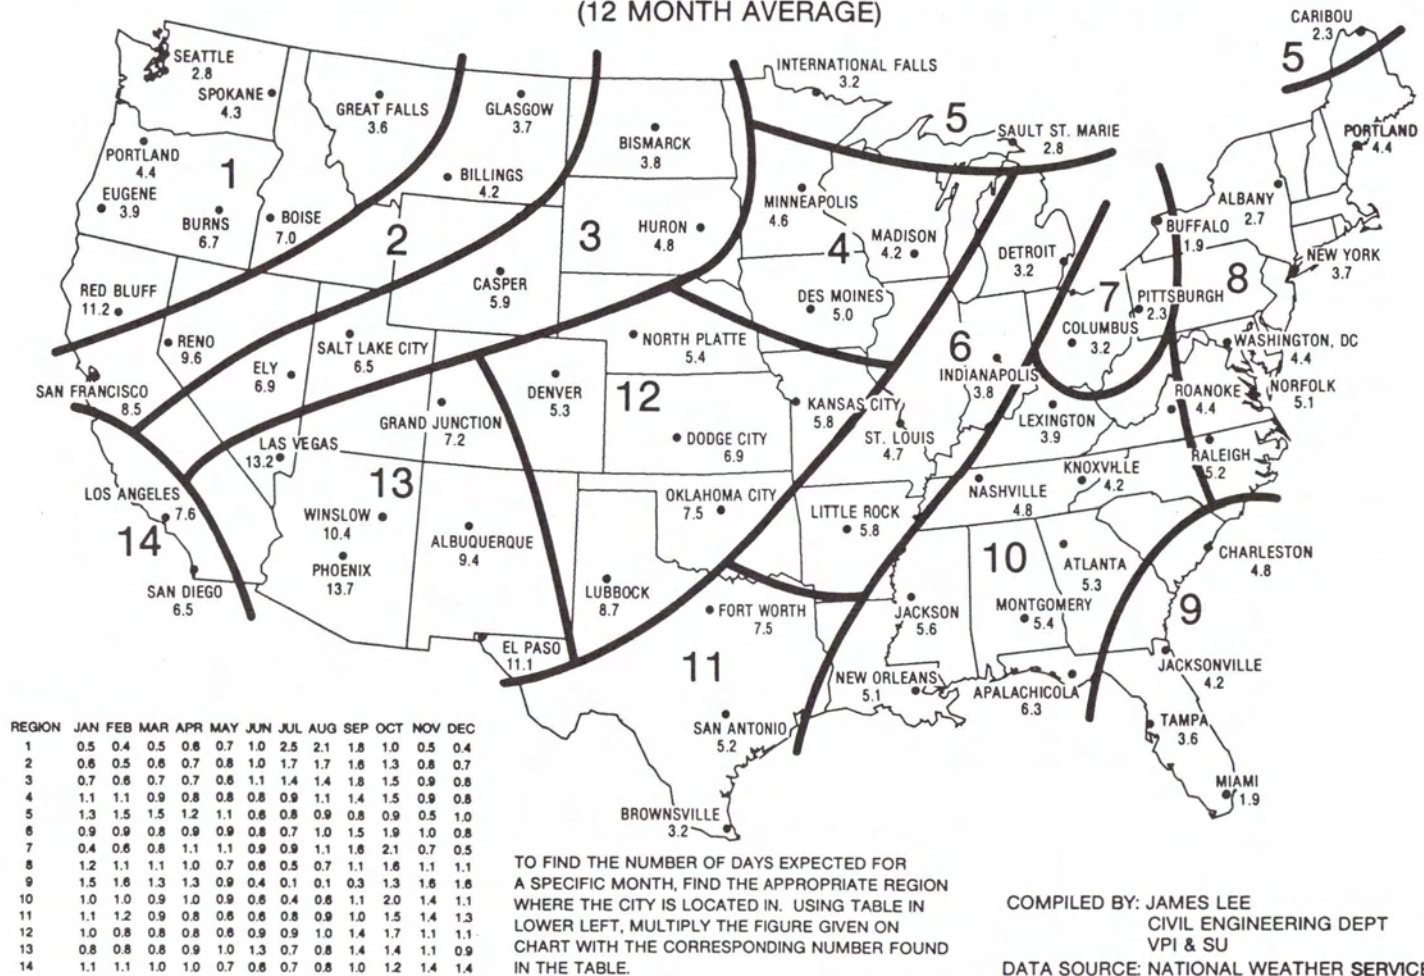 (12 MONTH AVERAGE)
CARIBOU
2.3
5
SEATTLE
2.8
SPOKANE
4.3
GREAT FALLS
3.6
GLASGOW
3.7
INTERNATIONAL FALLS
3.2
5
BISMARCK
3.8
SAULT ST. MARIE
2.8
PORTLAND
4.4
PORTLAND
4.4
1
EUGENE
3.9
BURNS
6.7
BOISE
7.0
BILLINGS
4.2
2
3
HURON
4.8
MINNEAPOLIS
4.6
4
MADISON
4.2
DETROIT
3.2
ALBANY
2.7
BUFFALO
1.9
NEW YORK
3.7
RED BLUFF
11.2
CASPER
5.9
DES MOINES
5.0
7
PITTSBURGH
2.3
8
RENO
9.6
SALT LAKE CITY
6.5
ELY
6.9
NORTH PLATTE
5.4
6
INDIANAPOLIS
3.8
COLUMBUS
3.2
WASHINGTON, DC
4.4
SAN FRANCISCO
8.5
GRAND JUNCTION
7.2
DENVER
5.3
12
KANSAS CITY
5.8
ST. LOUIS
4.7
LEXINGTON
3.9
ROANOKE
4.4
NORFOLK
5.1
LAS VEGAS
13.2
DODGE CITY
6.9
RALEIGH
5.2
LOS ANGELES
7.6
13
WINSLOW
10.4
OKLAHOMA CITY
7.5
LITTLE ROCK
5.8
NASHVILLE
4.8
KNOXVILLE
4.2
14
PHOENIX
13.7
ALBUQUERQUE
9.4
10
ATLANTA
5.3
CHARLESTON
4.8
SAN DIEGO
6.5
LUBBOCK
8.7
FORT WORTH
7.5
JACKSON
5.6
MONTGOMERY
5.4
9
EL PASO
11.1
11
NEW ORLEANS
5.1
APALACHICOLA
6.3
JACKSONVILLE
4.2
SAN ANTONIO
5.2
TAMPA
3.6
MIAMI
1.9
BROWNSVILLE
3.2
REGION JAN FEB MAR APR MAY JUN JUL AUG SEP OCT NOV DEC
1 0.5 0.4 0.5 0.6 0.7 1.0 2.5 2.1 1.8 1.0 0.5 0.4
2 0.6 0.5 0.6 0.7 0.8 1.0 1.7 1.7 1.6 1.3 0.8 0.7
3 0.7 0.6 0.7 0.7 0.6 1.1 1.4 1.4 1.8 1.5 0.9 0.8
4 1.1 1.1 0.9 0.8 0.8 0.8 0.9 1.1 1.4 1.5 0.9 0.8
5 1.3 1.5 1.5 1.2 1.1 0.6 0.8 0.9 0.8 0.9 0.5 1.0
6 0.9 0.9 0.8 0.9 0.9 0.8 0.7 1.0 1.5 1.9 1.0 0.8
7 0.4 0.6 0.8 1.1 1.1 0.9 0.9 1.1 1.6 2.1 0.7 0.5
8 1.2 1.1 1.1 1.0 0.7 0.6 0.5 0.7 1.1 1.6 1.1 1.1
9 1.5 1.6 1.3 1.3 0.9 0.4 0.1 0.1 0.3 1.3 1.6 1.6
10 1.0 1.0 0.9 1.0 0.9 0.6 0.4 0.6 1.1 2.0 1.4 1.1
11 1.1 1.2 0.9 0.8 0.6 0.6 0.8 0.9 1.0 1.5 1.4 1.3
12 1.0 0.8 0.8 0.8 0.6 0.9 0.9 1.0 1.4 1.7 1.1 1.1
13 0.8 0.8 0.8 0.9 1.0 1.3 0.7 0.8 1.4 1.4 1.1 0.9
14 1.1 1.1 1.0 1.0 0.7 0.6 0.7 0.8 1.0 1.2 1.4 1.4
TO FIND THE NUMBER OF DAYS EXPECTED FOR
A SPECIFIC MONTH, FIND THE APPROPRIATE REGION
WHERE THE CITY IS LOCATED IN. USING TABLE IN
LOWER LEFT, MULTIPLY THE FIGURE GIVEN ON
CHART WITH THE CORRESPONDING NUMBER FOUND
IN THE TABLE.
COMPILED BY: JAMES LEE
CIVIL ENGINEERING DEPT
VPI & SU
DATA SOURCE: NATIONAL WEATHER SERVICE